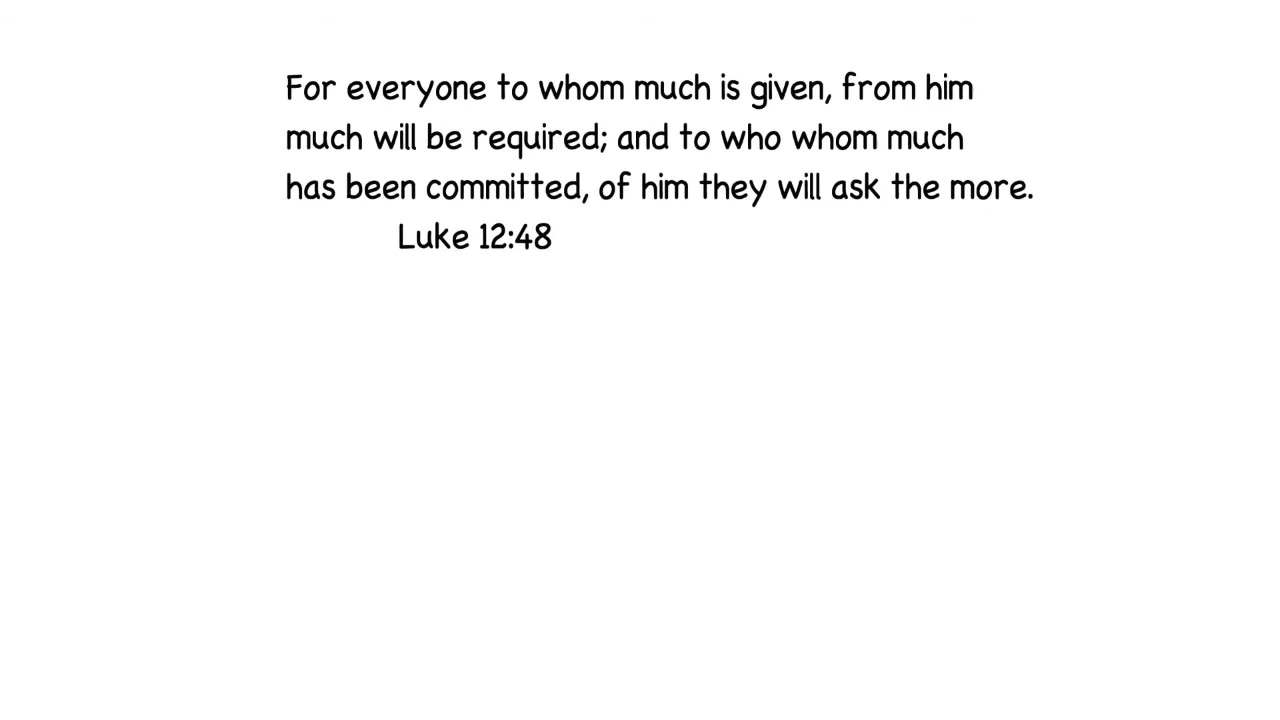 For everyone to whom much is given, from him
much will be required; and to who whom much
has been committed, of him they will ask the more.
Luke 12:48